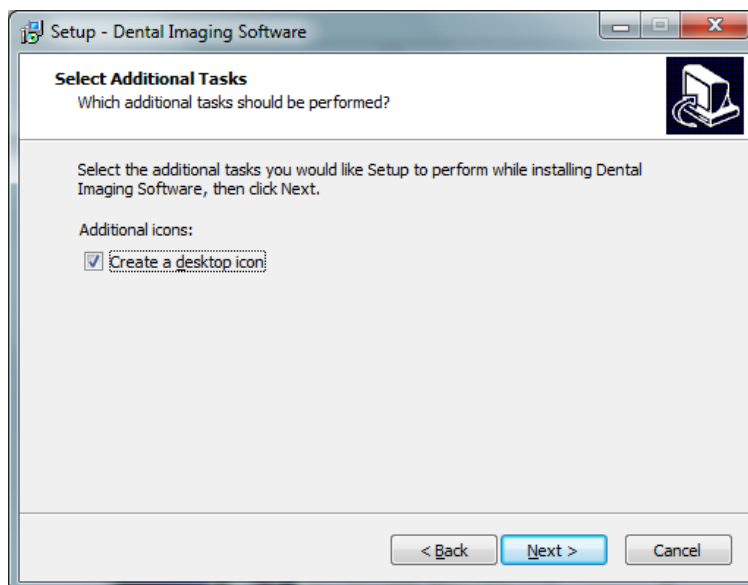 Setup - Dental Imaging Software
Select Additional Tasks
Which additional tasks should be performed?
Select the additional tasks you would like Setup to perform while installing Dental
Imaging Software, then click Next.
Additional icons:
Create a desktop icon
< Back
Next >
Cancel